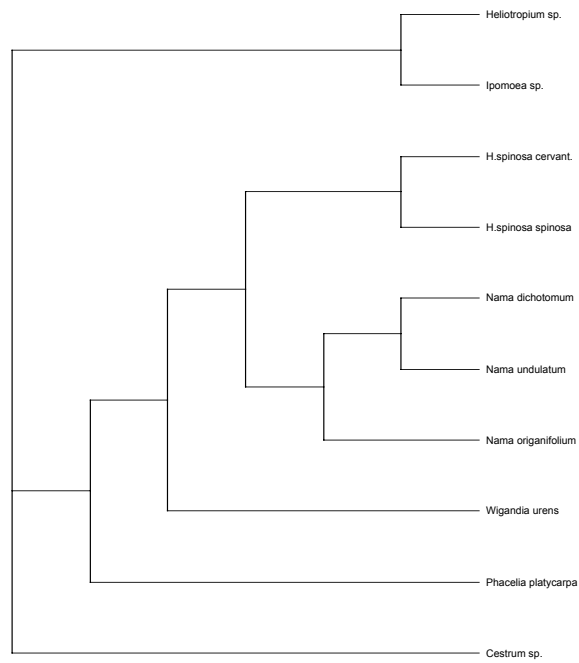 Heliotropium sp.
Ipomoea sp.
H.spinosa cervant.
H.spinosa spinosa
Nama dichotomum
Nama undulatum
Nama origanifolium
Wigandia urens
Phacelia platycarpa
Cestrum sp.